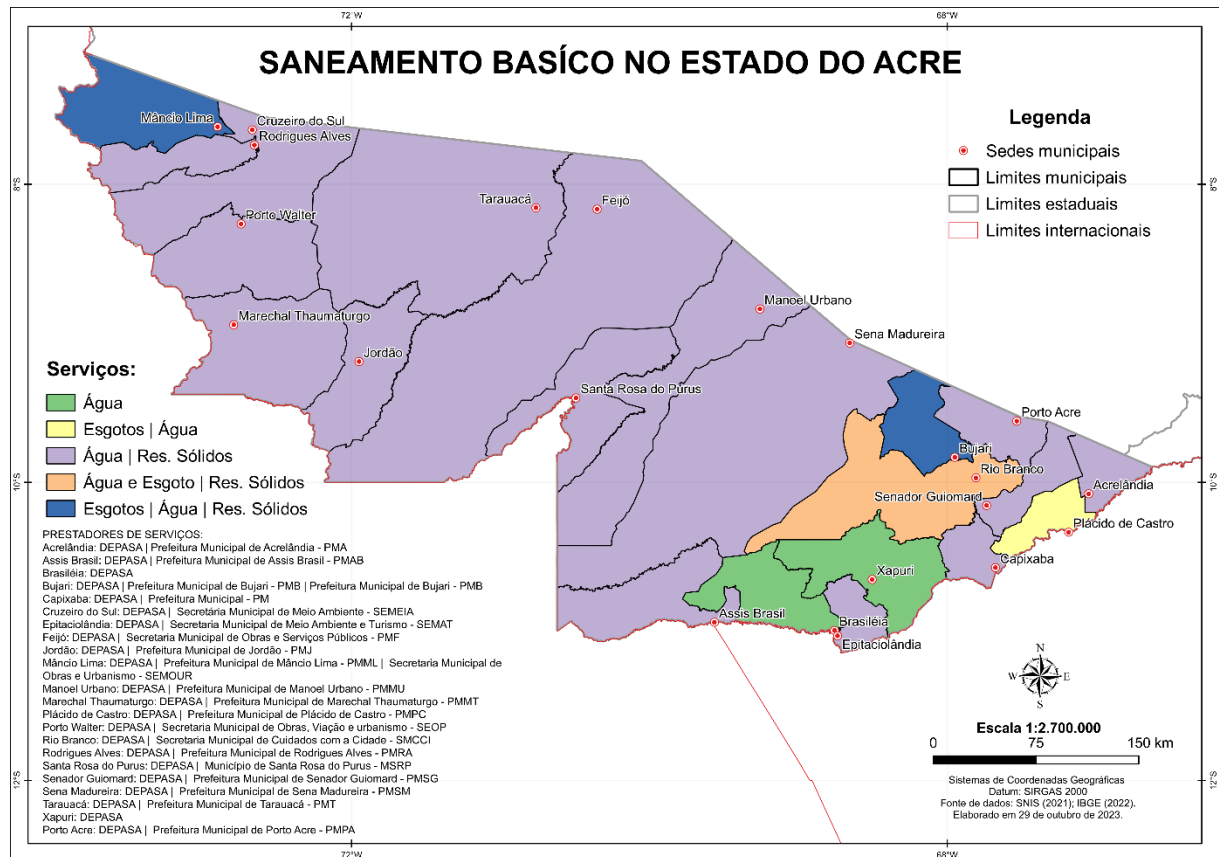 72°W
68°W
SANEAMENTO BASÍCO NO ESTADO DO ACRE
Legenda
Sedes municipais
Limites municipais
Limites estaduais
Limites internacionais
8°S
8°S
Mâncio Lima
Cruzeiro do Sul
Rodrigues Alves
Tarauacá
Feijó
Porto Walter
Manoel Urbano
Marechal Thaumaturgo
Sena Madureira
Jordão
Santa Rosa do Purus
Porto Acre
Bujari
Rio Branco
Acrelândia
Senador Guiomard
Plácido de Castro
Capixaba
Xapuri
Assis Brasil
Brasiléia
Epitaciolândia
10°S
10°S
Serviços:
Água
Esgotos | Água
Água | Res. Sólidos
Água e Esgoto | Res. Sólidos
Esgotos | Água | Res. Sólidos
PRESTADORES DE SERVIÇOS:
Acrelândia: DEPASA | Prefeitura Municipal de Acrelândia - PMA
Assis Brasil: DEPASA | Prefeitura Municipal de Assis Brasil - PMAB
Brasiléia: DEPASA
Bujari: DEPASA | Prefeitura Municipal de Bujari - PMB | Prefeitura Municipal de Bujari - PMB
Capixaba: DEPASA | Prefeitura Municipal - PM
Cruzeiro do Sul: DEPASA | Secretária Municipal de Meio Ambiente - SEMEIA
Epitaciolândia: DEPASA | Secretaria Municipal de Meio Ambiente e Turismo - SEMAT
Feijó: DEPASA | Secretaria Municipal de Obras e Serviços Públicos - PMF
Jordão: DEPASA | Prefeitura Municipal de Jordão - PMJ
Mâncio Lima: DEPASA | Prefeitura Municipal de Mâncio Lima - PMML | Secretaria Municipal de
Obras e Urbanismo - SEMOUR
Manoel Urbano: DEPASA | Prefeitura Municipal de Manoel Urbano - PMMU
Marechal Thaumaturgo: DEPASA | Prefeitura Municipal de Marechal Thaumaturgo - PMMT
Plácido de Castro: DEPASA | Prefeitura Municipal de Plácido de Castro - PMPC
Porto Walter: DEPASA | Secretaria Municipal de Obras, Viação e urbanismo - SEOP
Rio Branco: DEPASA | Secretaria Municipal de Cuidados com a Cidade - SMCCI
Rodrigues Alves: DEPASA | Prefeitura Municipal de Rodrigues Alves - PMRA
Santa Rosa do Purus: DEPASA | Município de Santa Rosa do Purus - MSRP
Senador Guiomard: DEPASA | Prefeitura Municipal de Senador Guiomard - PMSG
Sena Madureira: DEPASA | Prefeitura Municipal de Sena Madureira - PMSM
Tarauacá: DEPASA | Prefeitura Municipal de Tarauacá - PMT
Xapuri: DEPASA
Porto Acre: DEPASA | Prefeitura Municipal de Porto Acre - PMPA
N
W E
S
Escala 1:2.700.000
0 75 150 km
Sistemas de Coordenadas Geográficas
Datum: SIRGAS 2000
Fonte de dados: SNIS (2021); IBGE (2022).
Elaborado em 29 de outubro de 2023.
12°S
12°S
72°W
68°W